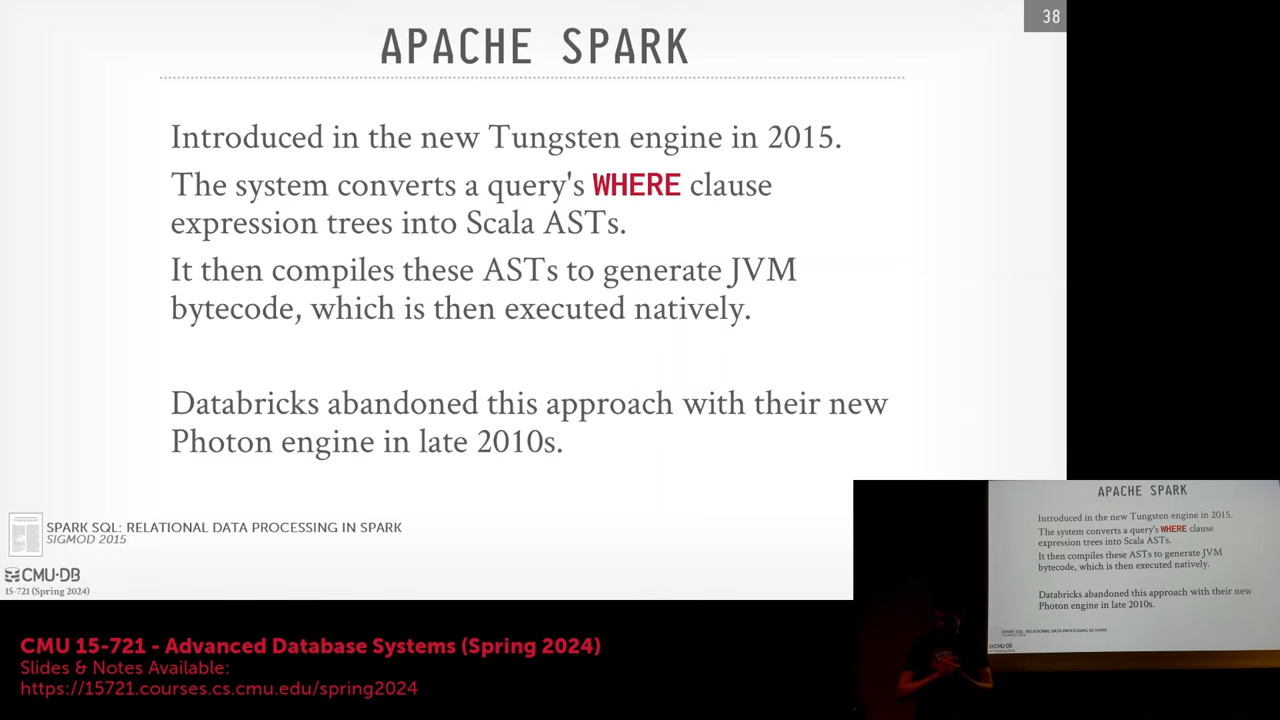 38
APACHE SPARK
Introduced in the new Tungsten engine in 2015.
The system converts a query's WHERE clause
expression trees into Scala ASTs.
It then compiles these ASTs to generate JVM
bytecode, which is then executed natively.
Databricks abandoned this approach with their new
Photon engine in late 2010s.
SPARK SQL: RELATIONAL DATA PROCESSING IN SPARK
SIGMOD 2015
CMU·DB
15-721 (Spring 2024)
APACHE SPARK
Introduced in the new Tungsten engine in 2015.
The system converts a query's WHERE clause
expression trees into Scala ASTs.
It then compiles these ASTs to generate JVM
bytecode, which is then executed natively.
Databricks abandoned this approach with their new
Photon engine in late 2010s.
SPARK SQL: RELATIONAL DATA PROCESSING IN SPARK
CMU·DB
CMU 15-721 - Advanced Database Systems (Spring 2024)
Slides & Notes Available:
https://15721.courses.cs.cmu.edu/spring2024